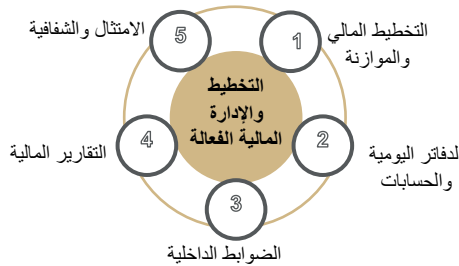 التخطيط
والإدارة
المالية الفعالة
1
التخطيط المالي
والموازنة
2
لدفاتر اليومية
والحسابات
3
الضوابط الداخلية
4
التقارير المالية
5
الامتثال والشفافية